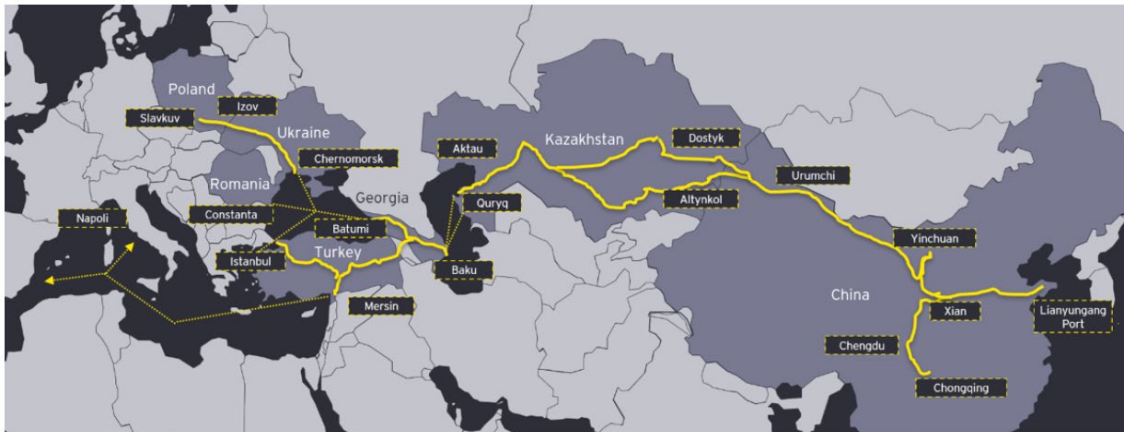 Poland
Izov
Slavkuv
Ukraine
Chernomorsk
Romania
Constanta
Napoli
Istanbul
Georgia
Batumi
Turkey
Mersin
Baku
Aktau
Quryq
Kazakhstan
Dostyk
Altynkol
Urumchi
Yinchuan
China
Xian
Lianyungang
Port
Chengdu
Chongqing